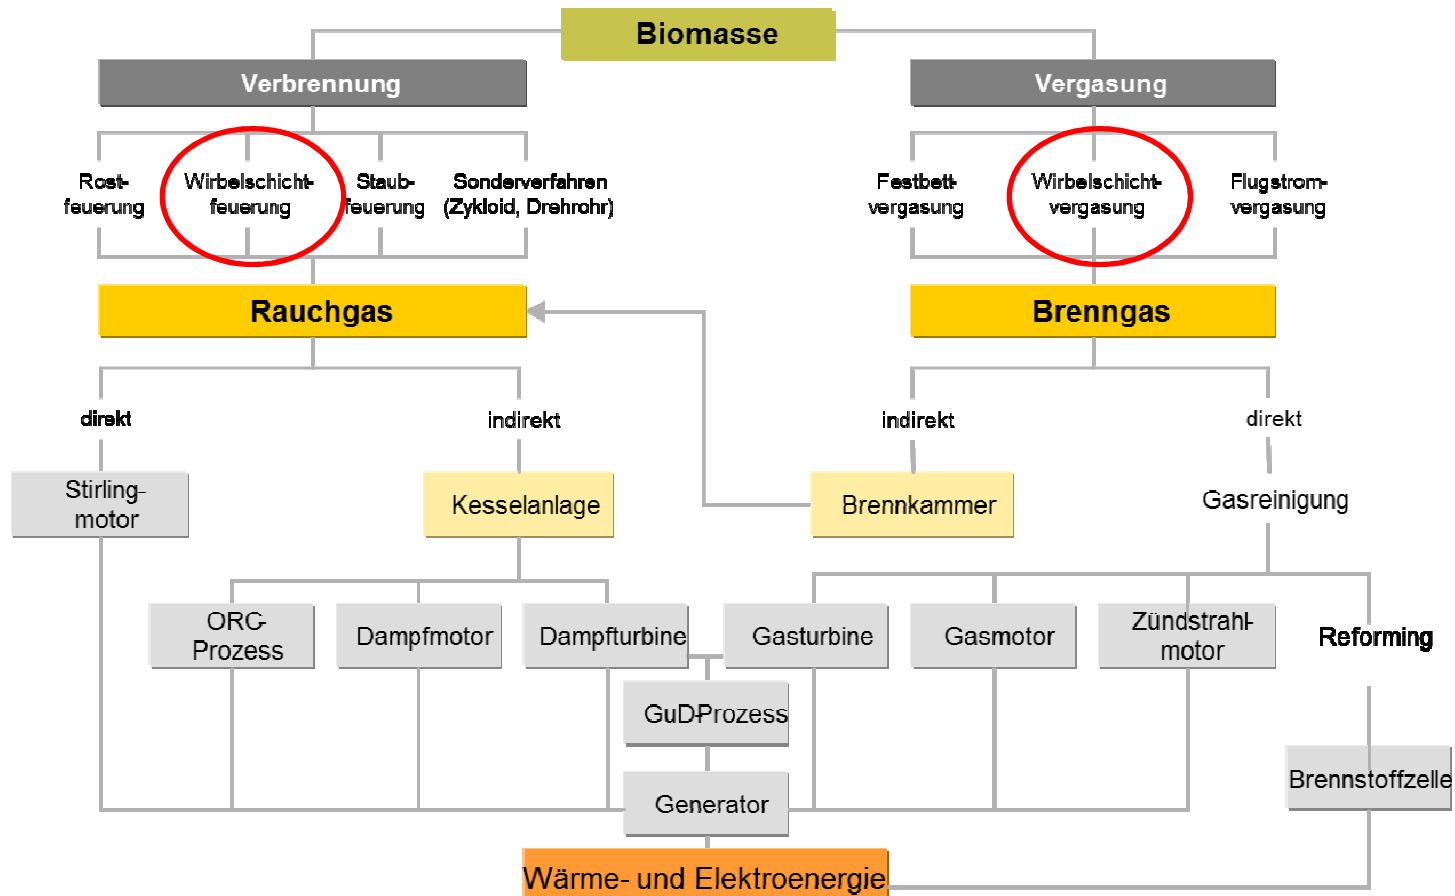 Biomasse
Verbrennung
Vergasung
Rost-
feuerung
Wirbelschicht-
feuerung
Staub-
feuerung
Sonderverfahren
(Zykloid, Drehrohr)
Festbett-
vergasung
Wirbelschicht-
vergasung
Flugstrom-
vergasung
Rauchgas
Brenngas
direkt
indirekt
indirekt
direkt
Stirling-
motor
Kesselanlage
Brennkammer
Gasreinigung
ORC-
Prozess
Dampfmotor
Dampfturbine
Gasturbine
Gasmotor
Zündstrahl-
motor
Reforming
GuD-Prozess
Brennstoffzelle
Generator
Wärme- und Elektroenergie